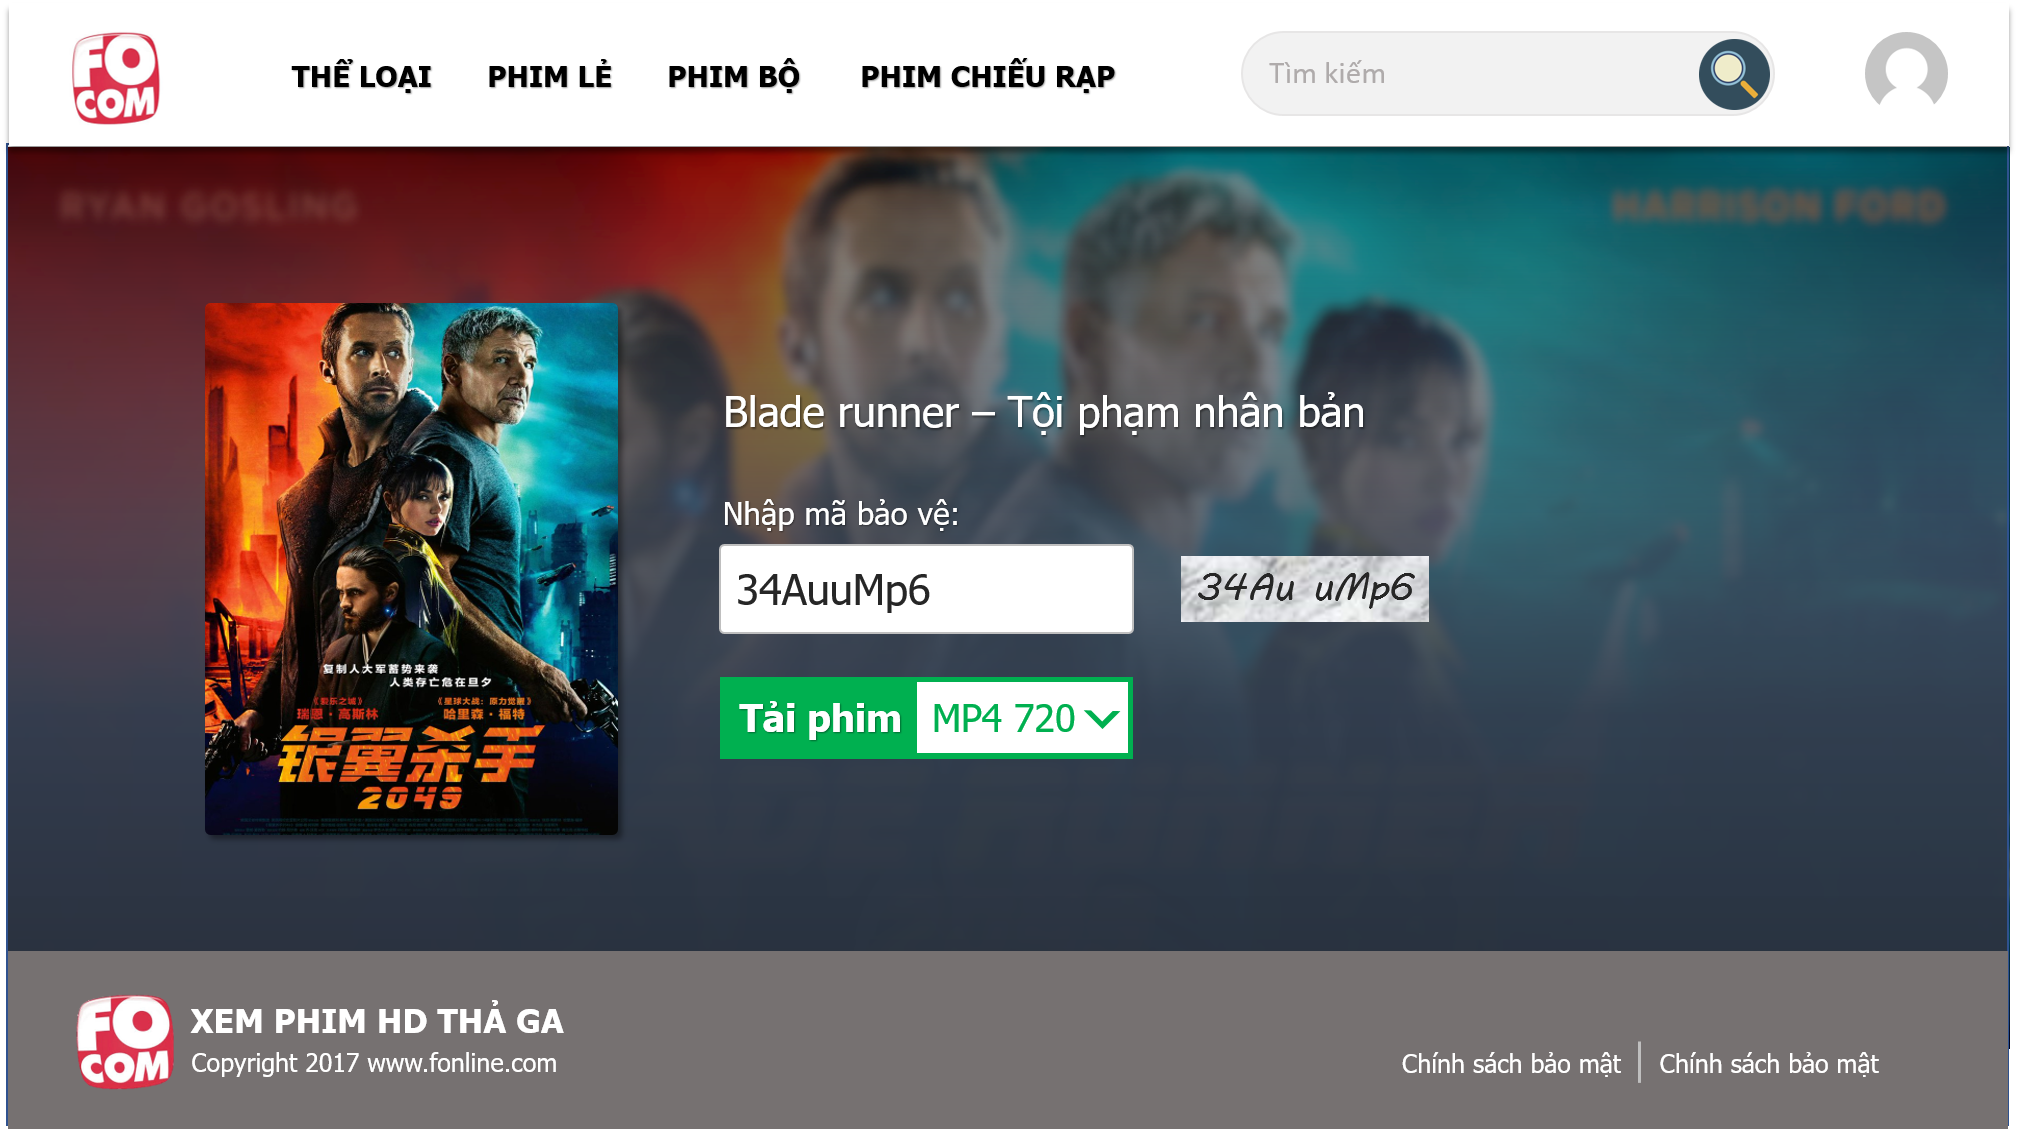 FO
COM
THỂ LOẠI
PHIM LẺ
PHIM BỘ
PHIM CHIẾU RẠP
Tìm kiếm
RYAN GOSLING
HARRISON FORD
复制人大军蓄势来袭
人类存亡危在旦夕
《爱乐之城》
《星球大战：原力觉醒》
瑞恩·高斯林
哈里森·福特
银翼杀手
2049
Blade runner – Tội phạm nhân bản
Nhập mã bảo vệ:
34AuuMp6
34Au uMp6
Tải phim
MP4 720
FO
COM
XEM PHIM HD THẢ GA
Copyright 2017 www.fonline.com
Chính sách bảo mật
Chính sách bảo mật